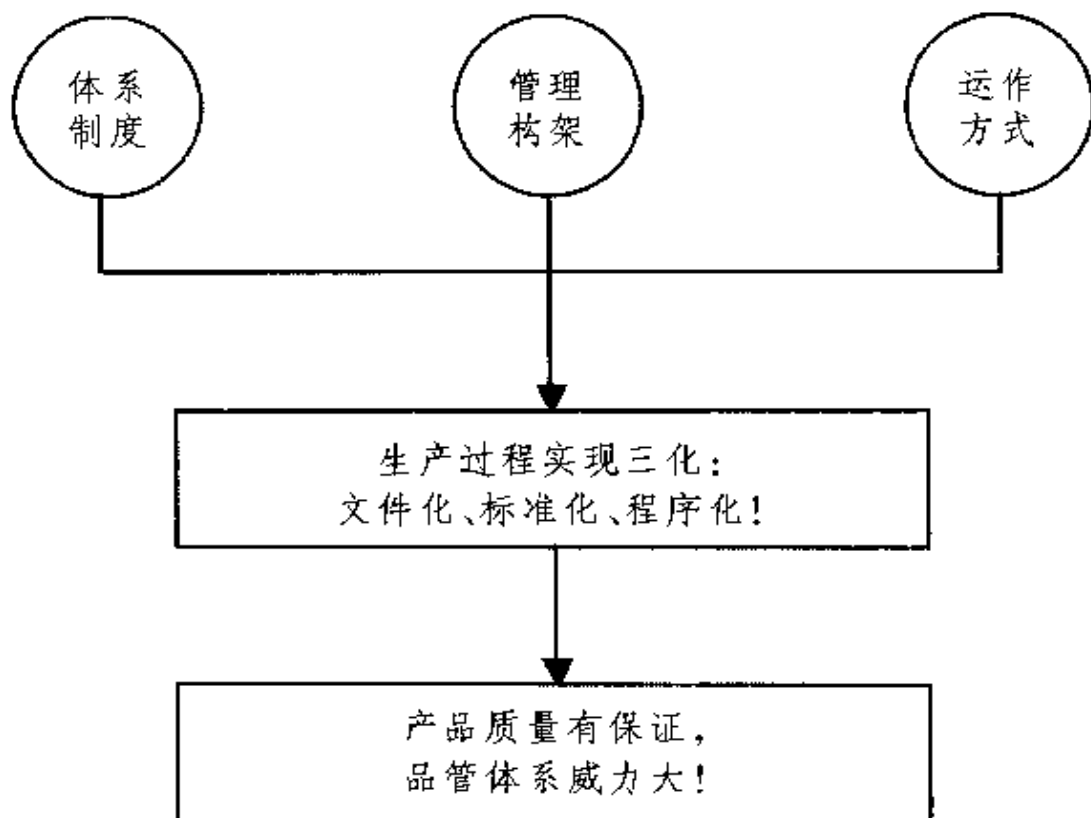 体系
制度
管理
构架
运作
方式
生产过程实现三化:
文件化、标准化、程序化!
产品质量有保证,
品管体系威力大!